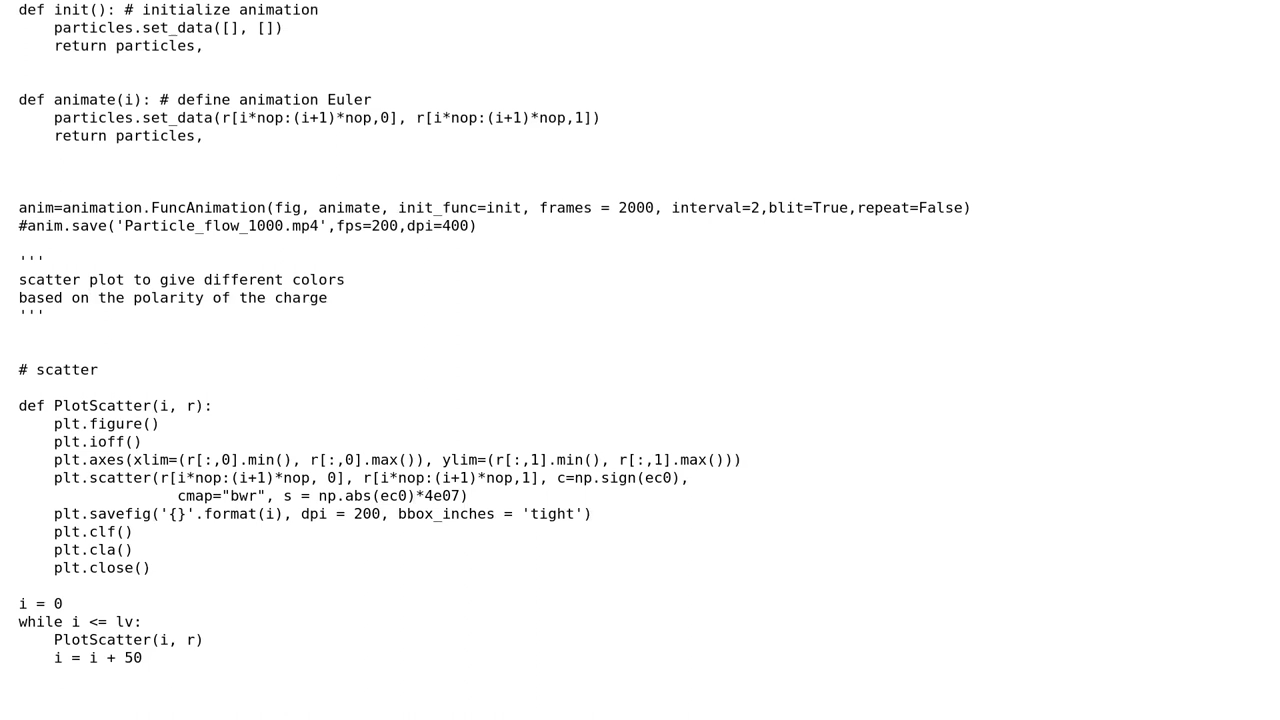 def init(): # initialize animation
    particles.set_data([], [])
    return particles,
def animate(i): # define animation Euler
    particles.set_data(r[i*nop:(i+1)*nop,0], r[i*nop:(i+1)*nop,1])
    return particles,
anim=animation.FuncAnimation(fig, animate, init_func=init, frames = 2000, interval=2,blit=True,repeat=False)
#anim.save('Particle_flow_1000.mp4',fps=200,dpi=400)
'''
scatter plot to give different colors
based on the polarity of the charge
'''
# scatter
def PlotScatter(i, r):
    plt.figure()
    plt.ioff()
    plt.axes(xlim=(r[:,0].min(), r[:,0].max()), ylim=(r[:,1].min(), r[:,1].max()))
    plt.scatter(r[i*nop:(i+1)*nop, 0], r[i*nop:(i+1)*nop,1], c=np.sign(ec0),
                  cmap="bwr", s = np.abs(ec0)*4e07)
    plt.savefig('{}'.format(i), dpi = 200, bbox_inches = 'tight')
    plt.clf()
    plt.cla()
    plt.close()
i = 0
while i <= lv:
    PlotScatter(i, r)
    i = i + 50